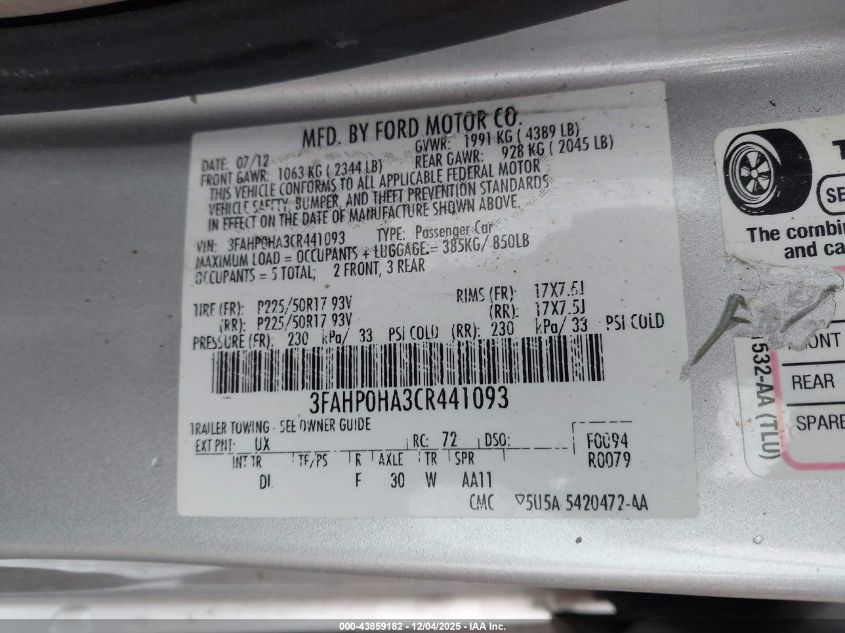 MFD. BY FORD MOTOR CO.
DATE: 07/12 GVWR: 1991 KG ( 4389 LB)
FRONT GAWR: 1063 KG ( 2344 LB) REAR GAWR: 928 KG ( 2045 LB)
THIS VEHICLE CONFORMS TO ALL APPLICABLE FEDERAL MOTOR
VEHICLE SAFETY, BUMPER, AND THEFT PREVENTION STANDARDS
IN EFFECT ON THE DATE OF MANUFACTURE SHOWN ABOVE.
VIN: 3FAHP0HA3CR441093 TYPE: Passenger Car
MAXIMUM LOAD = OCCUPANTS + LUGGAGE = 385KG/ 850LB
OCCUPANTS = 5 TOTAL; 2 FRONT, 3 REAR
TIRE (FR): P225/50R17 93V RIMS (FR): 17X7.5J
(RR): P225/50R17 93V (RR): 17X7.5J
PRESSURE (FR): 230 kPa/ 33 PSI COLD (RR): 230 kPa/ 33 PSI COLD
3FAHP0HA3CR441093
TRAILER TOWING - SEE OWNER GUIDE
EXT PNT: UX RC: 72 DSO: F0094
INT TR TP/PS R AXLE TR SPR R0079
DL F 30 W AA11
CMC ▽5U5A 5420472-AA
T
SE
The combin
and ca
FRONT
REAR
SPARE
1532-AA (TLU)
000-43859182 - 12/04/2025 - IAA Inc.